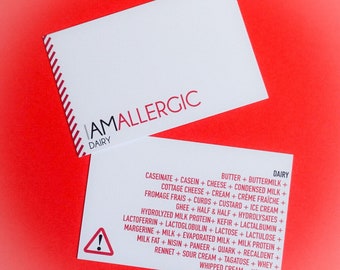 IAMALLERGIC
DAIRY
DAIRY
BUTTER + BUTTERMILK +
CASEINATE + CASEIN + CHEESE + CONDENSED MILK +
COTTAGE CHEESE + CREAM + CRÈME FRAÎCHE +
FROMAGE FRAIS + CURDS + CUSTARD + ICE CREAM +
GHEE + HALF & HALF + HYDROLYSATES +
HYDROLYZED MILK PROTEIN+ KEFIR + LACTALBUMIN +
LACTOFERRIN + LACTOGLOBULIN + LACTOSE + LACTULOSE +
MARGERINE + MILK + EVAPORATED MILK + MILK PROTEIN +
MILK FAT + NISIN + PANEER + QUARK + RECALDENT +
RENNET + SOUR CREAM + TAGATOSE + WHEY +
WHIPPED CREAM